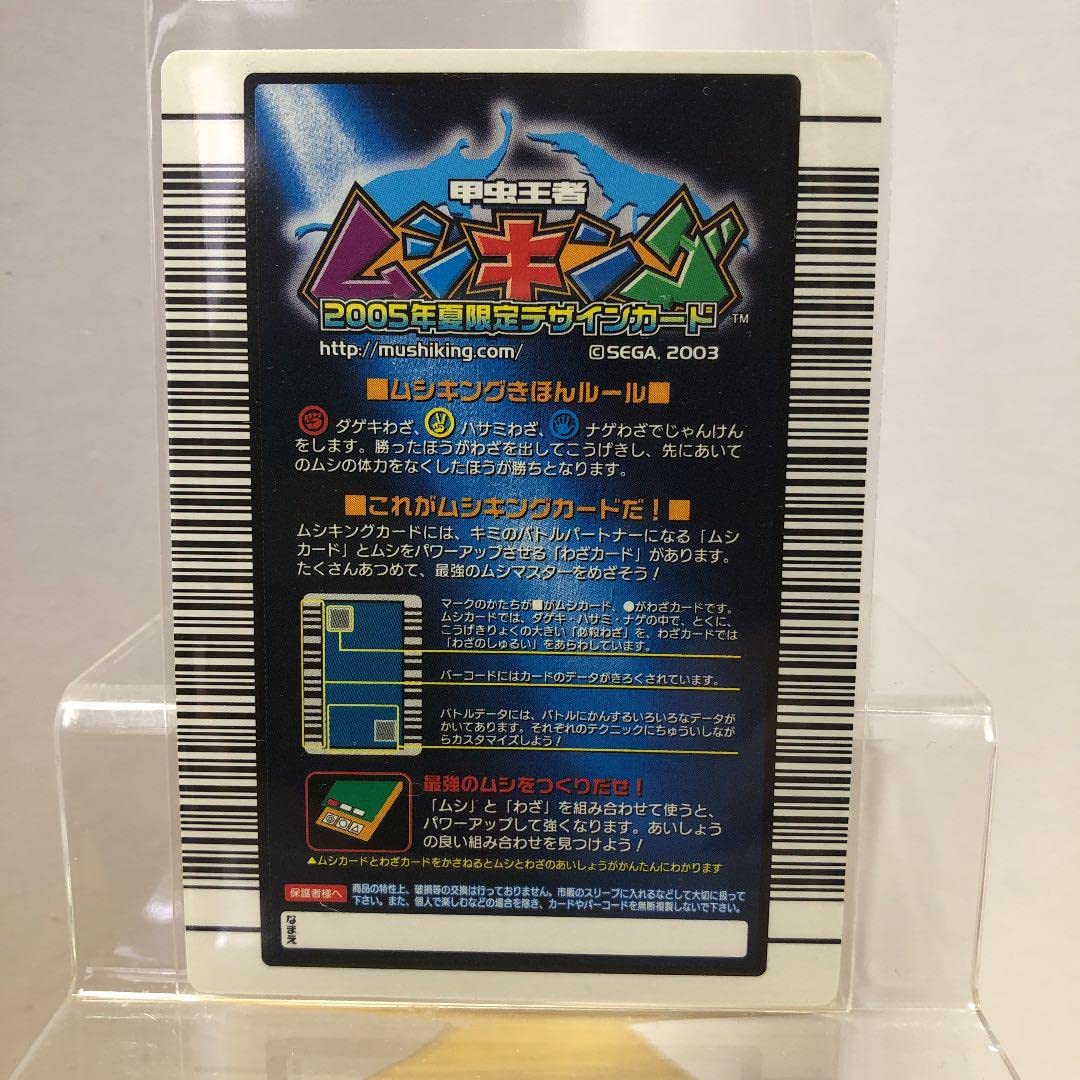 甲虫王者
ムシキング
2005年夏限定デザインカード TM
http://mushiking.com/ ©SEGA, 2003
■ムシキングきほんルール■
ダゲキわざ、 ハサミわざ、 ナゲわざでじゃんけん
をします。勝ったほうがわざを出してこうげきし、先にあいて
のムシの体力をなくしたほうが勝ちとなります。
■これがムシキングカードだ!■
ムシキングカードには、キミのバトルパートナーになる「ムシ
カード」とムシをパワーアップさせる「わざカード」があります。
たくさんあつめて、最強のムシマスターをめざそう!
マークのかたちが■がムシカード、●がわざカードです。
ムシカードでは、ダゲキ・ハサミ・ナゲの中で、とくに、
こうげきりょくの大きい「必殺わざ」を、わざカードでは
「わざのしゅるい」をあらわしています。
バーコードにはカードのデータがきろくされています。
バトルデータには、バトルにかんするいろいろなデータが
かいてあります。それぞれのテクニックにちゅういしなが
らカスタマイズしよう!
最強のムシをつくりだせ!
「ムシ」と「わざ」を組み合わせて使うと、
パワーアップして強くなります。あいしょう
の良い組み合わせを見つけよう!
▲ムシカードとわざカードをかさねるとムシとわざのあいしょうがかんたんにわかります
保護者様へ 商品の特性上、破損等の交換は行っておりません。市販のスリーブに入れるなどして大切に扱って
下さい。また、個人で楽しむなどの場合を除き、カードやバーコードを無断複製しないで下さい。
なまえ